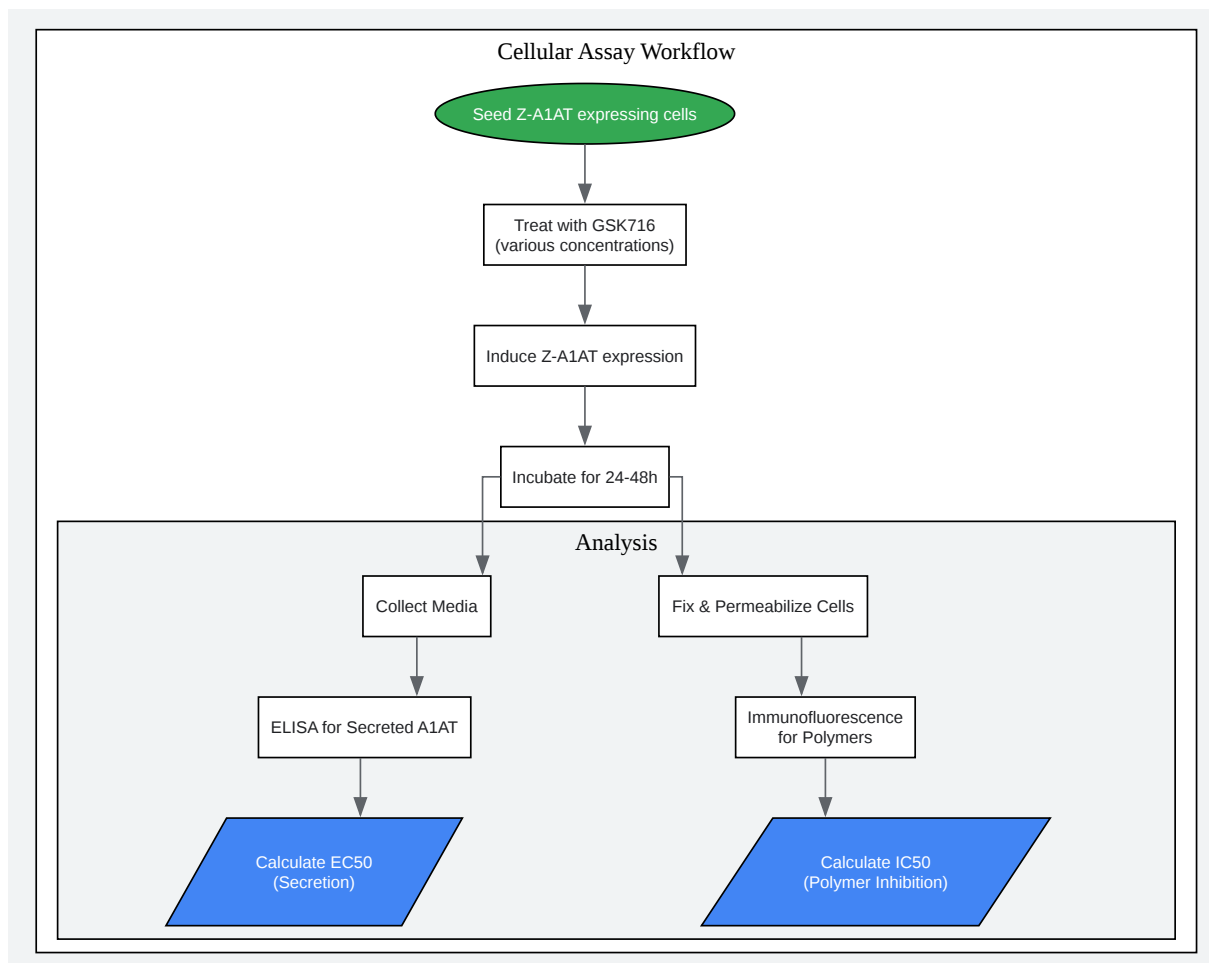 Cellular Assay Workflow
Seed Z-A1AT expressing cells
Treat with GSK716
(various concentrations)
Induce Z-A1AT expression
Incubate for 24-48h
Analysis
Collect Media
Fix & Permeabilize Cells
ELISA for Secreted A1AT
Immunofluorescence
for Polymers
Calculate EC50
(Secretion)
Calculate IC50
(Polymer Inhibition)